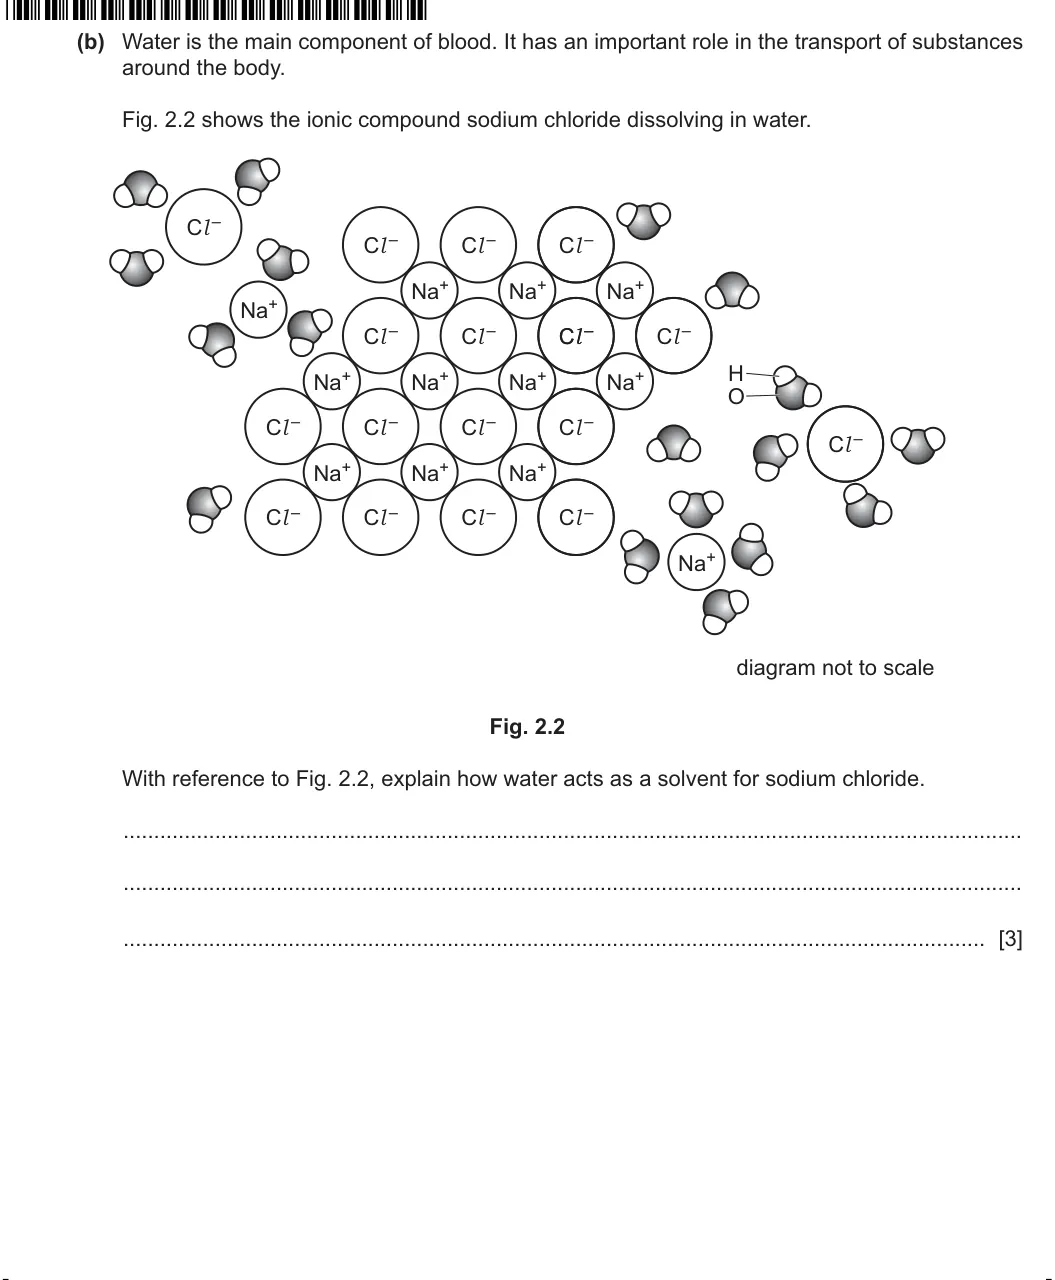 (b) Water is the main component of blood. It has an important role in the transport of substances
around the body.
Fig. 2.2 shows the ionic compound sodium chloride dissolving in water.
Cl–
Cl– Cl– Cl–
Na+ Na+ Na+
Na+
Cl– Cl– Cl– Cl–
Na+ Na+ Na+ Na+
H
O
Cl– Cl– Cl– Cl–
Cl–
Na+ Na+ Na+
Cl– Cl– Cl– Cl–
Na+
diagram not to scale
Fig. 2.2
With reference to Fig. 2.2, explain how water acts as a solvent for sodium chloride.
..........................................................................................................................................................
..........................................................................................................................................................
.................................................................................................................................................... [3]